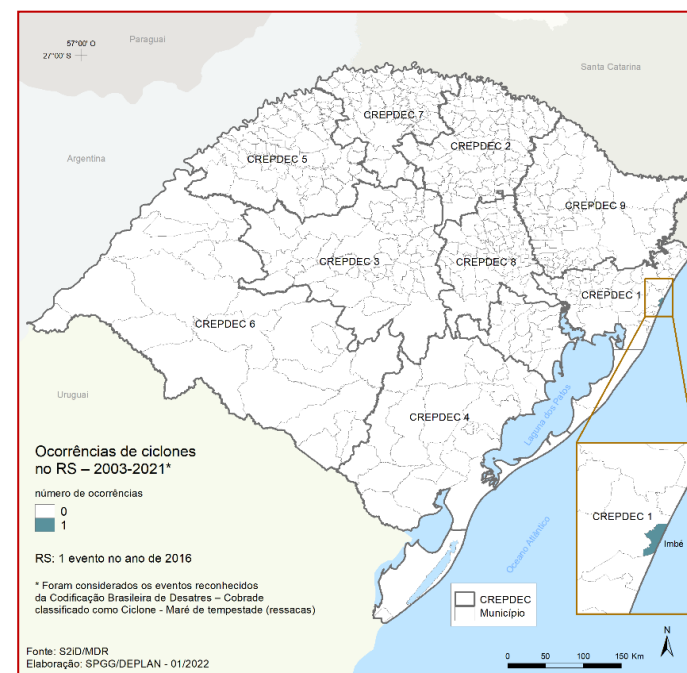 57°00' O
27°00' S
Paraguai
Santa Catarina
Argentina
CREPDEC 7
CREPDEC 2
CREPDEC 5
CREPDEC 9
CREPDEC 3
CREPDEC 8
CREPDEC 1
CREPDEC 6
Uruguai
CREPDEC 4
Laguna dos Patos
Oceano Atlântico
CREPDEC 1
Imbé
Ocorrências de ciclones
no RS – 2003-2021*
número de ocorrências
0
1
RS: 1 evento no ano de 2016
* Foram considerados os eventos reconhecidos
da Codificação Brasileira de Desatres – Cobrade
classificado como Ciclone - Maré de tempestade (ressacas)
CREPDEC
Município
Fonte: S2iD/MDR
Elaboração: SPGG/DEPLAN - 01/2022
0 50 100 150 Km
N